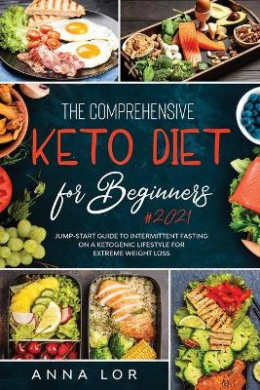 THE COMPREHENSIVE
KETO DIET
for Beginners
#2021
JUMP-START GUIDE TO INTERMITTENT FASTING
ON A KETOGENIC LIFESTYLE FOR
EXTREME WEIGHT LOSS
ANNA LOR